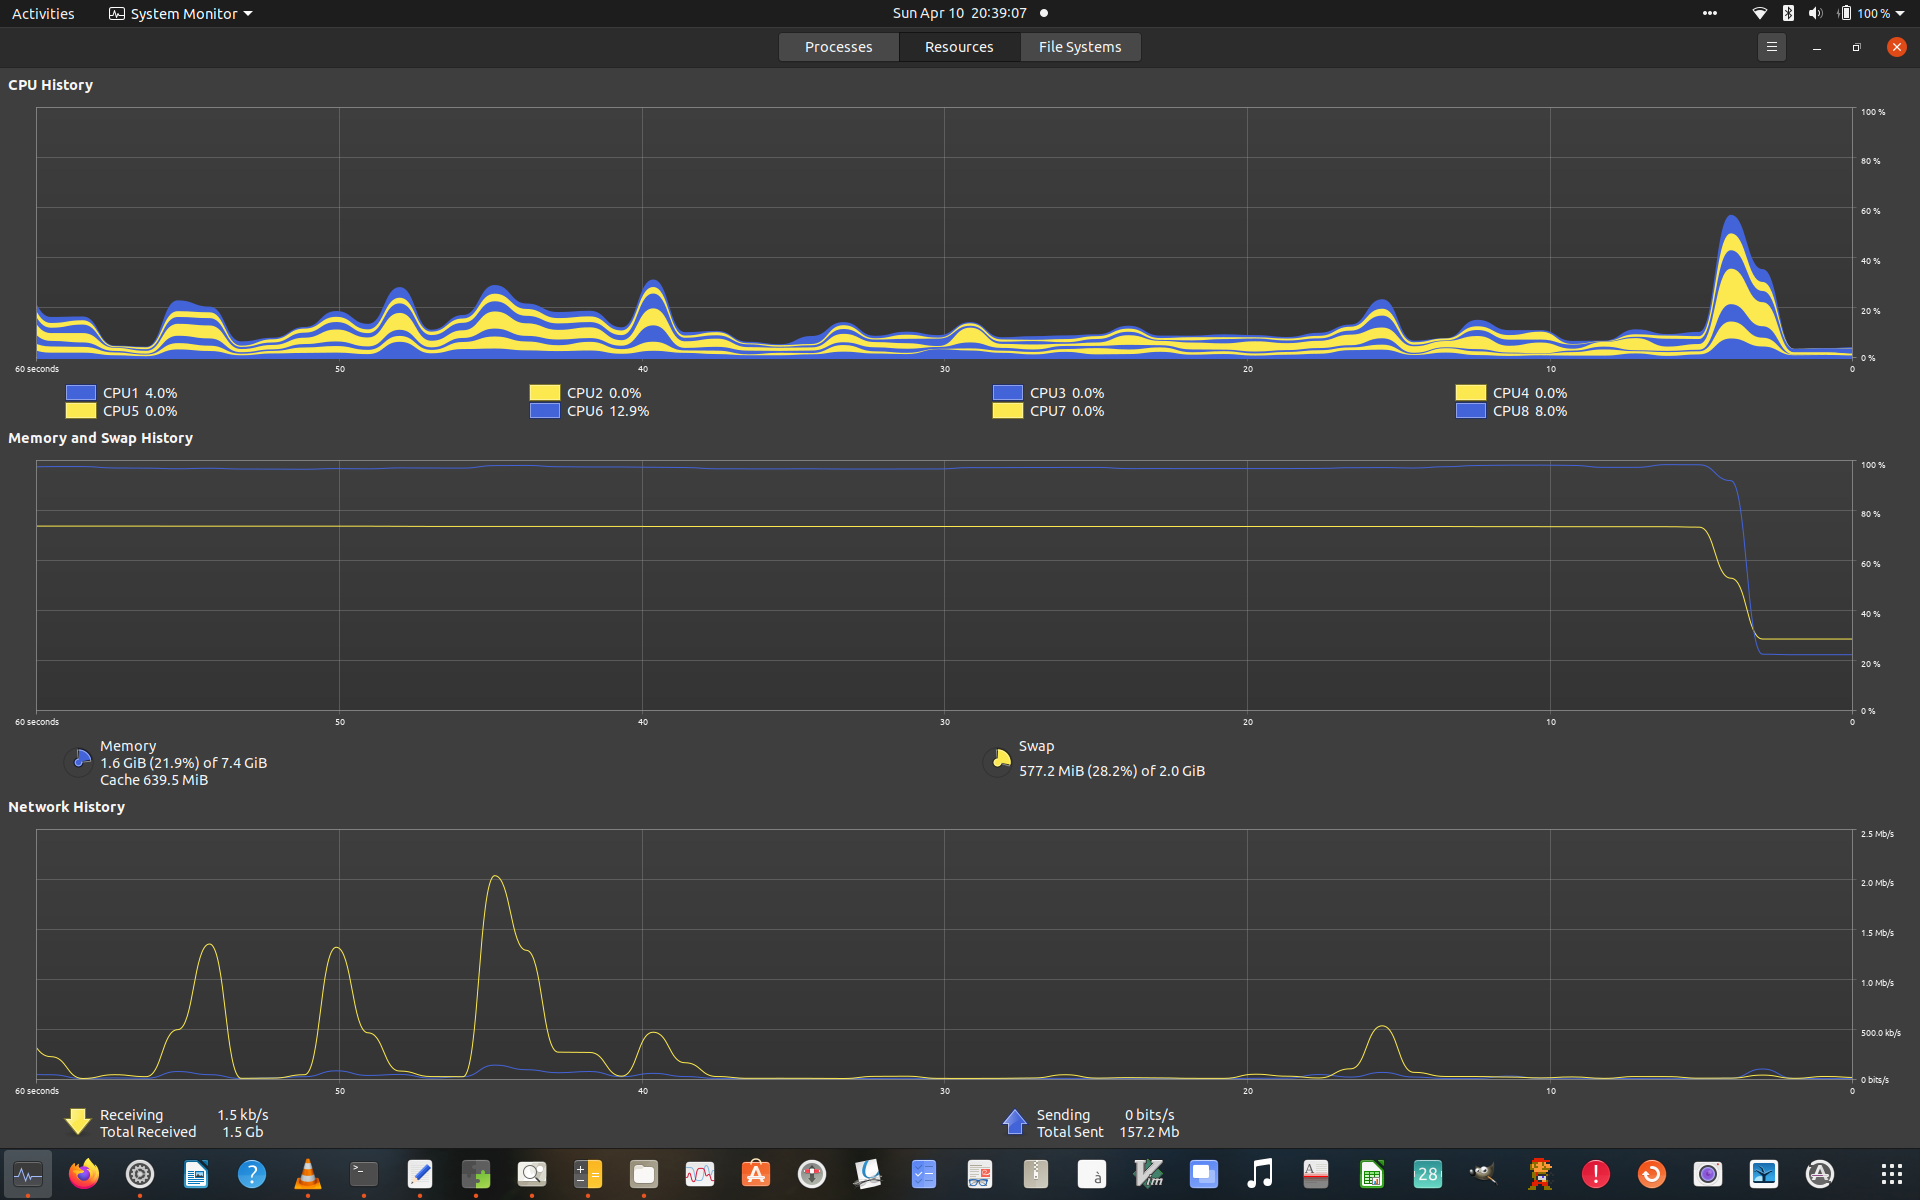 Activities System Monitor Sun Apr 10 20:39:07 100 %
Processes Resources File Systems
CPU History
100 %
80 %
60 %
40 %
20 %
0 %
60 seconds 50 40 30 20 10 0
CPU1 4.0% CPU2 0.0% CPU3 0.0% CPU4 0.0%
CPU5 0.0% CPU6 12.9% CPU7 0.0% CPU8 8.0%
Memory and Swap History
100 %
80 %
60 %
40 %
20 %
0 %
60 seconds 50 40 30 20 10 0
Memory
1.6 GiB (21.9%) of 7.4 GiB
Cache 639.5 MiB
Swap
577.2 MiB (28.2%) of 2.0 GiB
Network History
2.5 Mb/s
2.0 Mb/s
1.5 Mb/s
1.0 Mb/s
500.0 kb/s
0 bits/s
60 seconds 50 40 30 20 10 0
Receiving 1.5 kb/s
Total Received 1.5 Gb
Sending 0 bits/s
Total Sent 157.2 Mb
? >_ A à Vim A 28 !